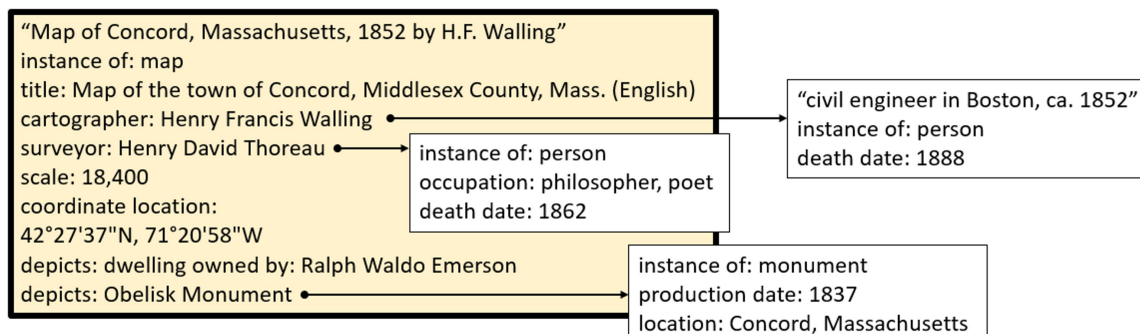 “Map of Concord, Massachusetts, 1852 by H.F. Walling”
instance of: map
title: Map of the town of Concord, Middlesex County, Mass. (English)
cartographer: Henry Francis Walling
surveyor: Henry David Thoreau
scale: 18,400
coordinate location:
42°27'37"N, 71°20'58"W
depicts: dwelling owned by: Ralph Waldo Emerson
depicts: Obelisk Monument
“civil engineer in Boston, ca. 1852”
instance of: person
death date: 1888
instance of: person
occupation: philosopher, poet
death date: 1862
instance of: monument
production date: 1837
location: Concord, Massachusetts